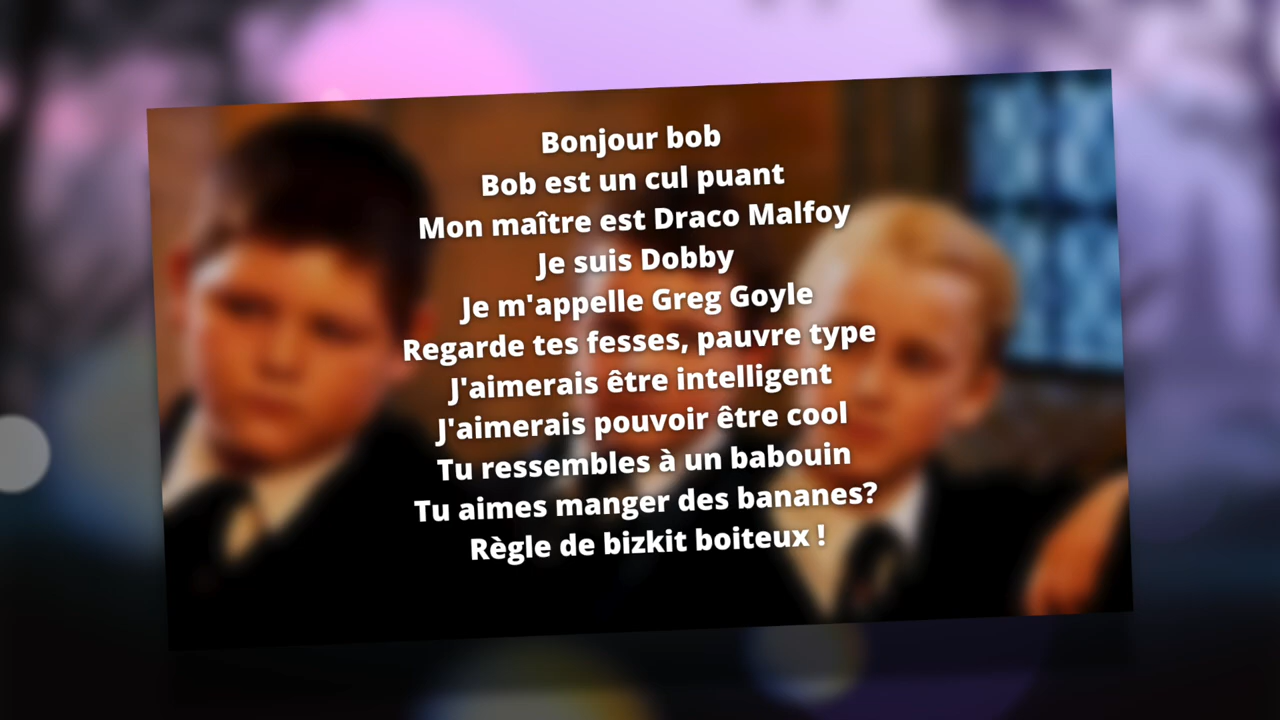 Bonjour bob
Bob est un cul puant
Mon maître est Draco Malfoy
Je suis Dobby
Je m'appelle Greg Goyle
Regarde tes fesses, pauvre type
J'aimerais être intelligent
J'aimerais pouvoir être cool
Tu ressembles à un babouin
Tu aimes manger des bananes?
Règle de bizkit boiteux !